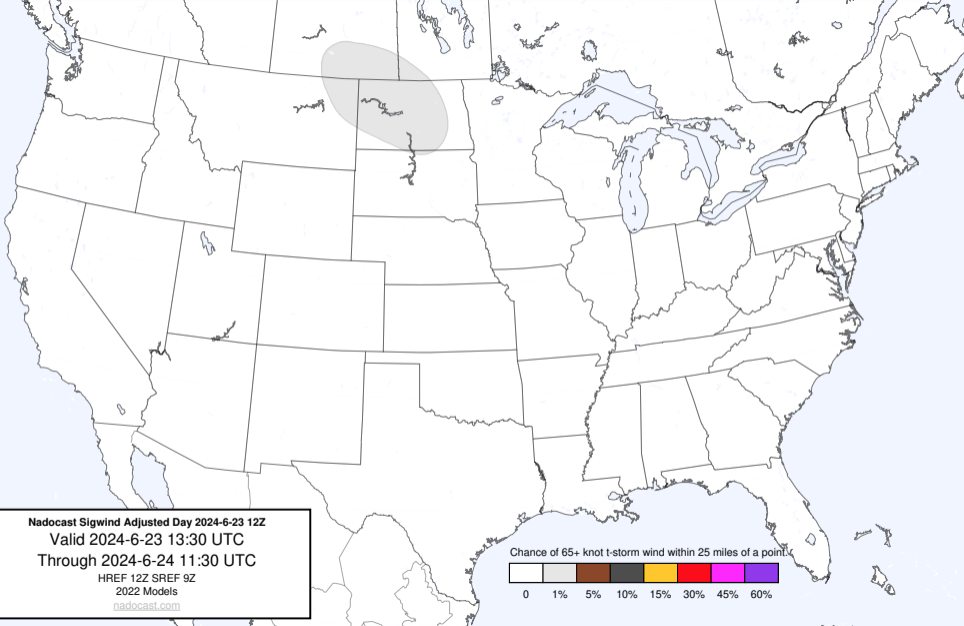 Nadocast Sigwind Adjusted Day 2024-6-23 12Z
Valid 2024-6-23 13:30 UTC
Through 2024-6-24 11:30 UTC
HREF 12Z SREF 9Z
2022 Models
nadocast.com
Chance of 65+ knot t-storm wind within 25 miles of a point.
0 1% 5% 10% 15% 30% 45% 60%